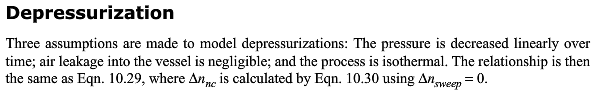 Depressurization
Three assumptions are made to model depressurizations: The pressure is decreased linearly over
time; air leakage into the vessel is negligible; and the process is isothermal. The relationship is then
the same as Eqn. 10.29, where Δn_nc is calculated by Eqn. 10.30 using Δn_sweep = 0.